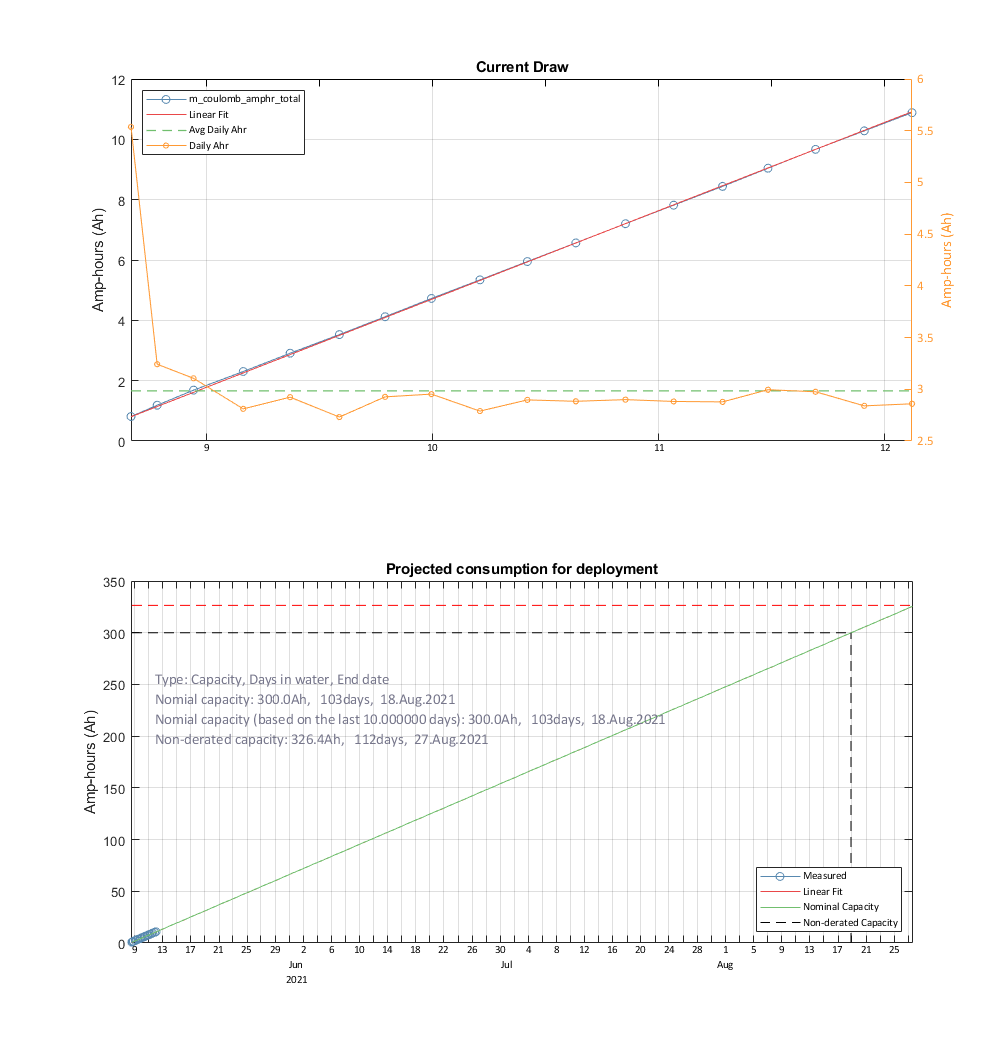 Current Draw
12
10
8
6
4
2
0
Amp-hours (Ah)
m_coulomb_amphr_total
Linear Fit
Avg Daily Ahr
Daily Ahr
6
5.5
5
4.5
4
3.5
3
2.5
Amp-hours (Ah)
9 10 11 12
Projected consumption for deployment
350
300
250
200
150
100
50
0
Amp-hours (Ah)
Type: Capacity, Days in water, End date
Nomial capacity: 300.0Ah, 103days, 18.Aug.2021
Nomial capacity (based on the last 10.000000 days): 300.0Ah, 103days, 18.Aug.2021
Non-derated capacity: 326.4Ah, 112days, 27.Aug.2021
Measured
Linear Fit
Nominal Capacity
Non-derated Capacity
9 13 17 21 25 29 2 6 10 14 18 22 26 30 4 8 12 16 20 24 28 1 5 9 13 17 21 25
Jun Jul Aug
2021